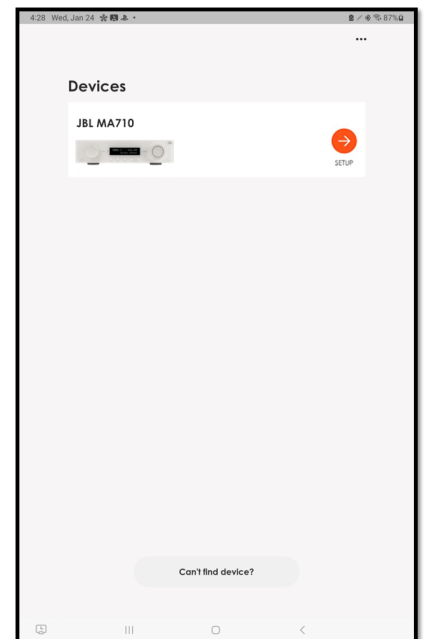 4:28 Wed, Jan 24
87%
Devices
JBL MA710
SETUP
Can't find device?